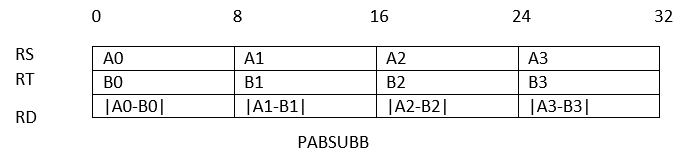 0 8 16 24 32
RS A0 A1 A2 A3
RT B0 B1 B2 B3
RD |A0-B0| |A1-B1| |A2-B2| |A3-B3|
PABSUBB